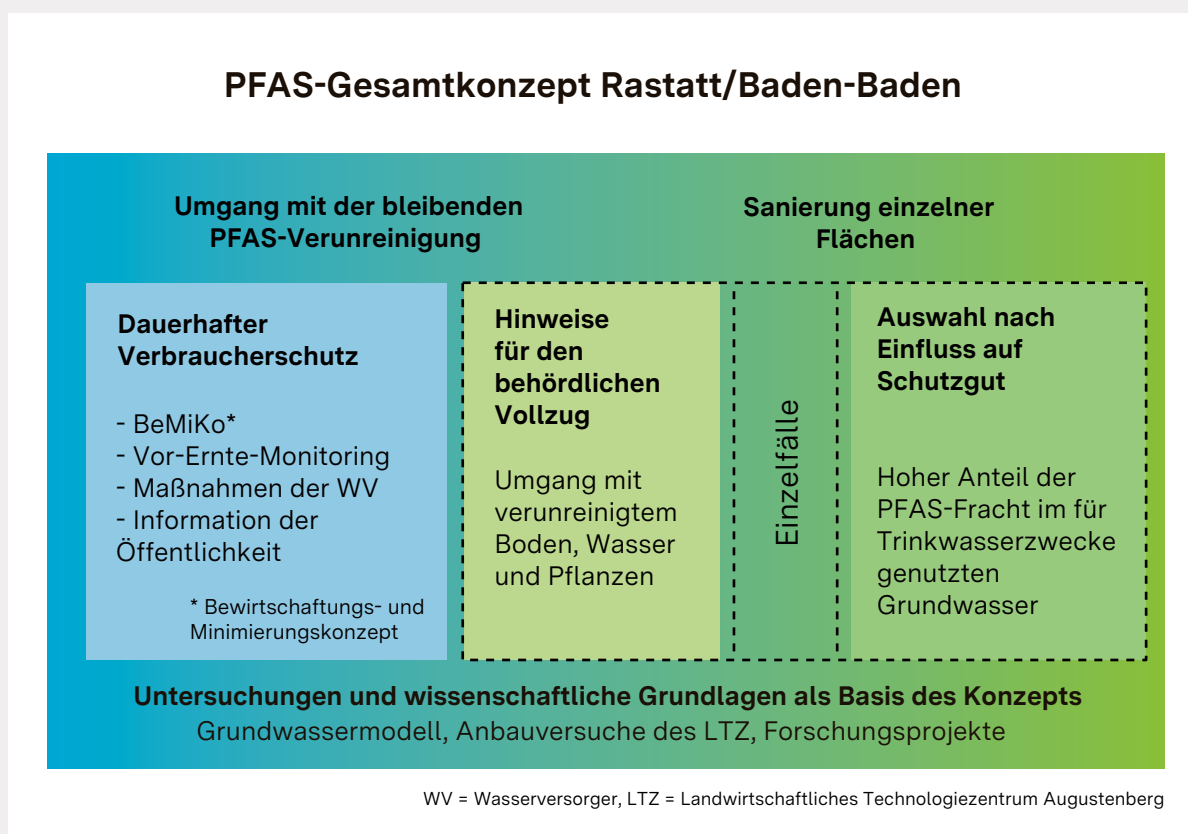 PFAS-Gesamtkonzept Rastatt/Baden-Baden
Umgang mit der bleibenden
PFAS-Verunreinigung
Sanierung einzelner
Flächen
Dauerhafter
Verbraucherschutz
- BeMiKo*
- Vor-Ernte-Monitoring
- Maßnahmen der WV
- Information der
Öffentlichkeit
* Bewirtschaftungs- und
Minimierungskonzept
Hinweise
für den
behördlichen
Vollzug
Umgang mit
verunreinigtem
Boden, Wasser
und Pflanzen
Einzelfälle
Auswahl nach
Einfluss auf
Schutzgut
Hoher Anteil der
PFAS-Fracht im für
Trinkwasserzwecke
genutzten
Grundwasser
Untersuchungen und wissenschaftliche Grundlagen als Basis des Konzepts
Grundwassermodell, Anbauversuche des LTZ, Forschungsprojekte
WV = Wasserversorger, LTZ = Landwirtschaftliches Technologiezentrum Augustenberg